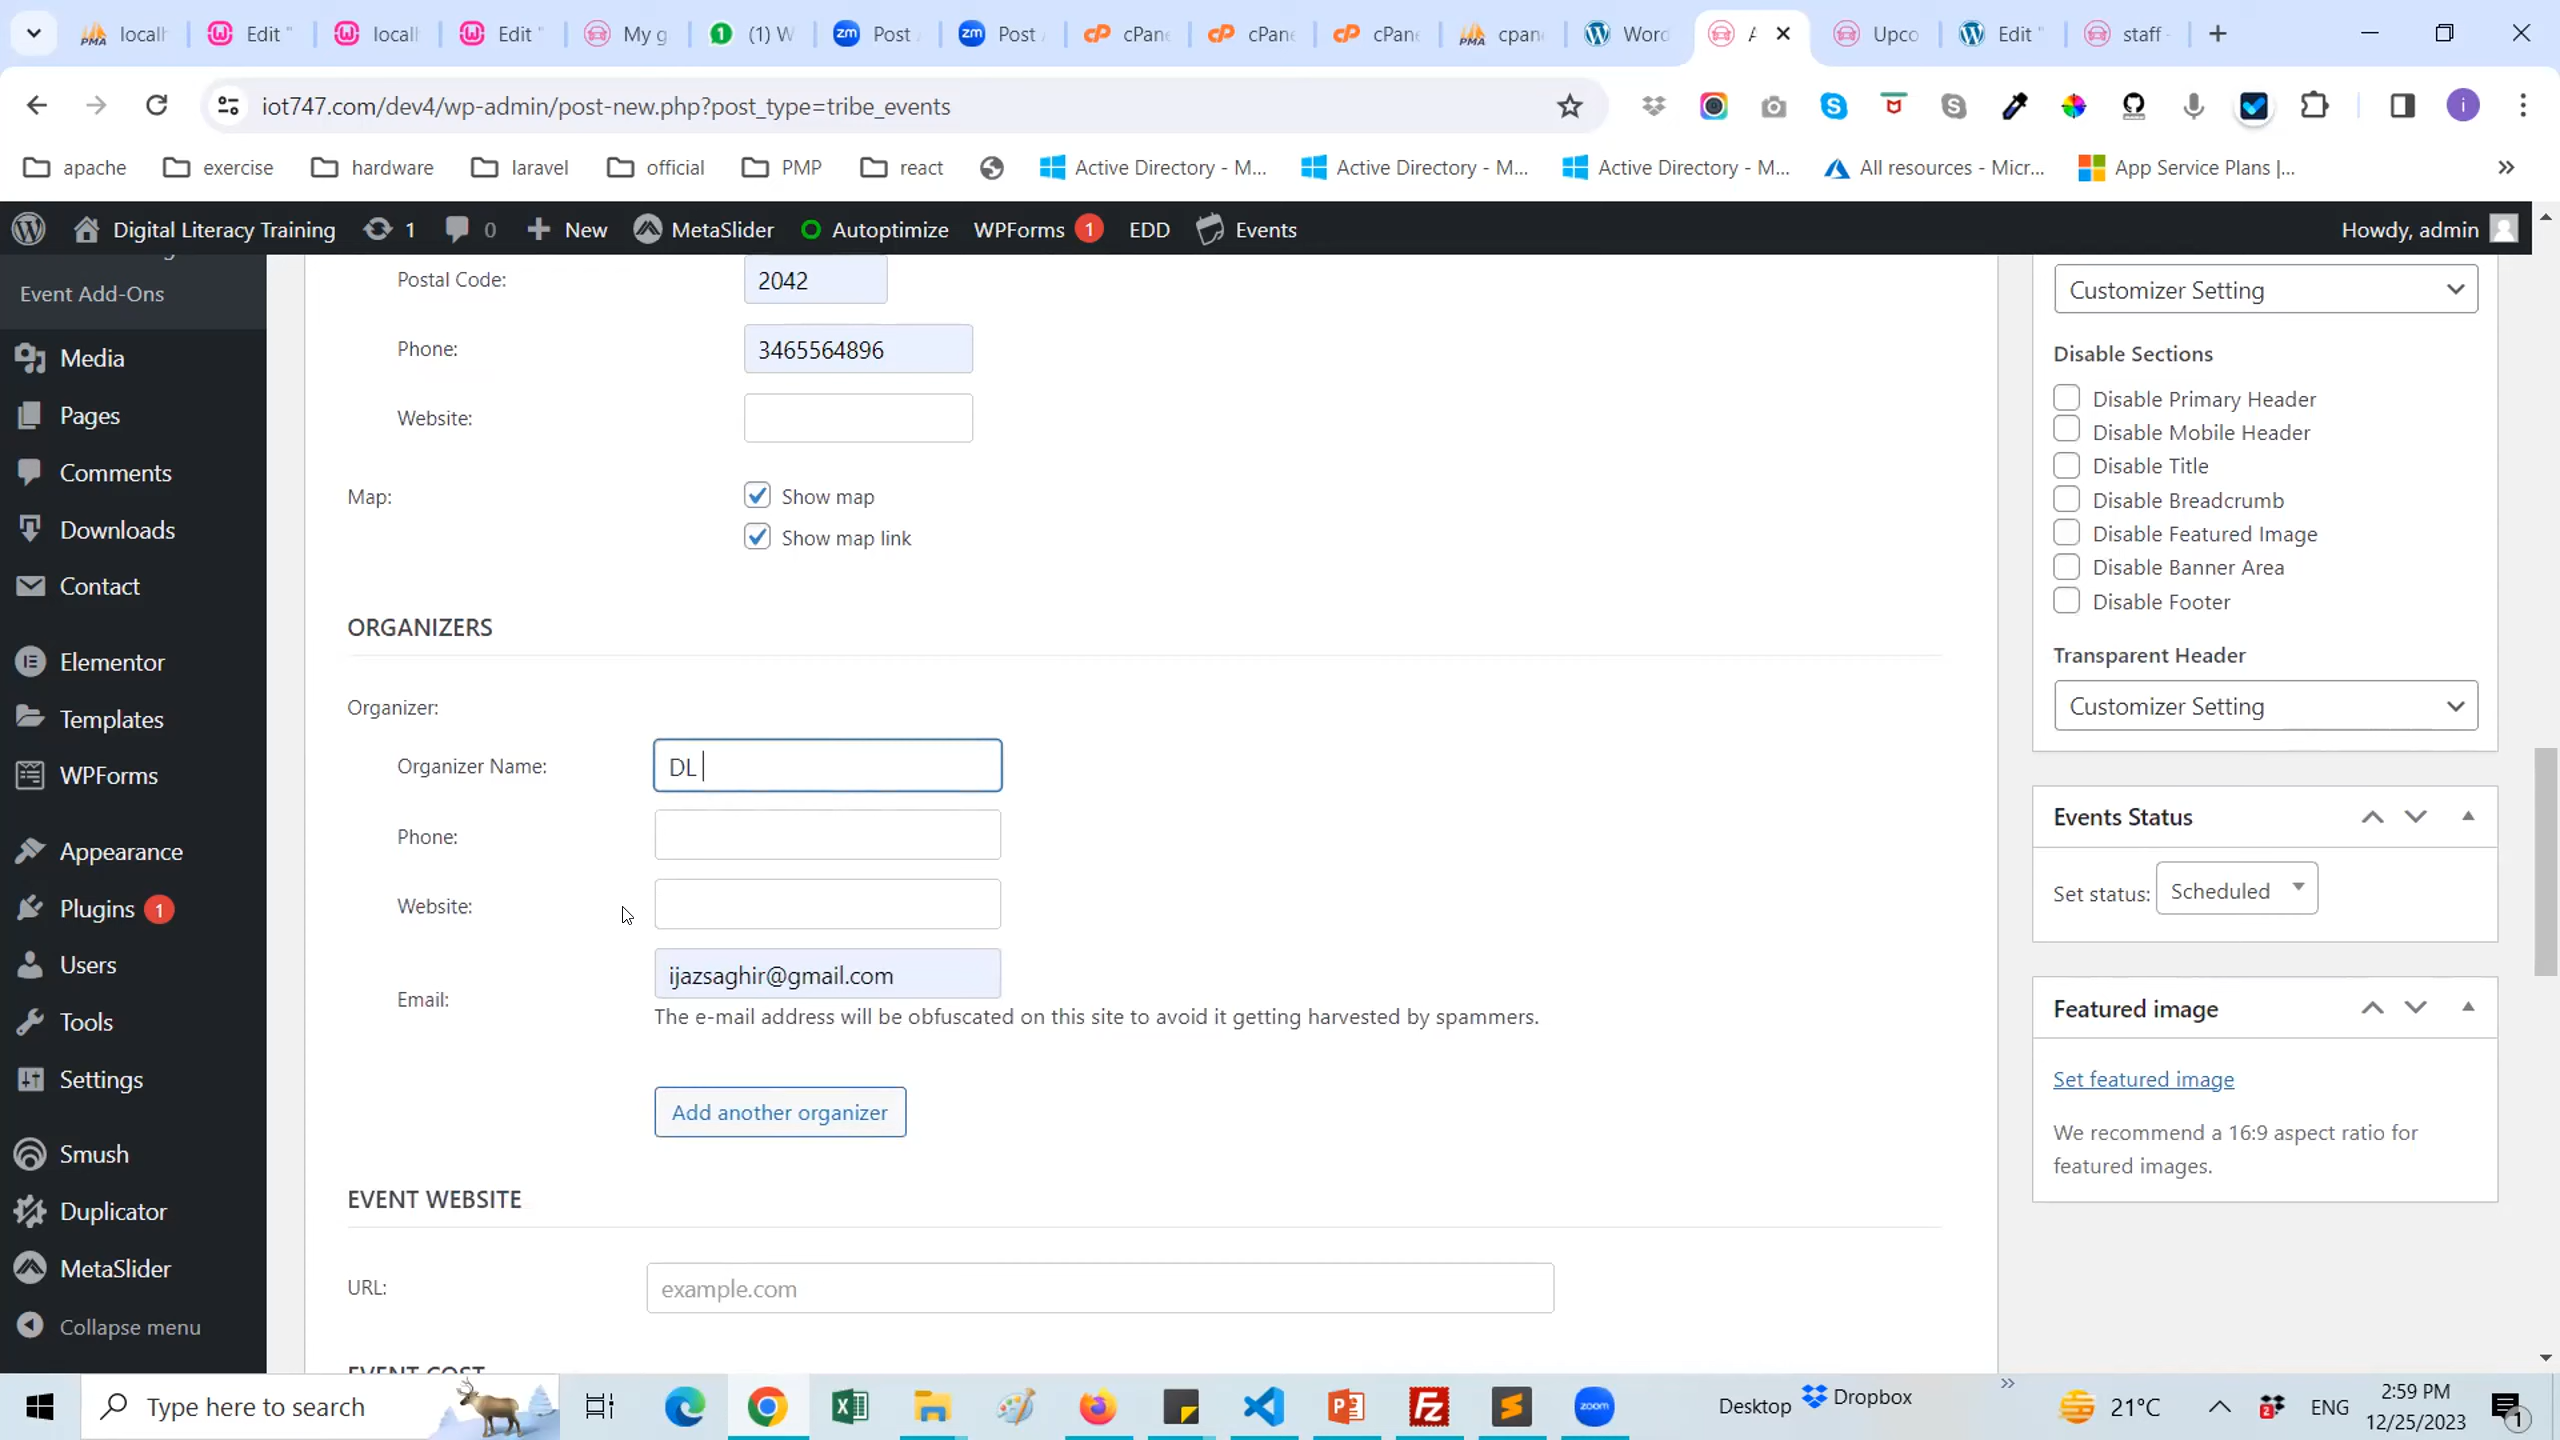 localh
Edit "
localh
Edit "
My g
(1) W
Post
Post
cPane
cPane
cPane
cpan
Word
Upco
Edit "
staff -
iot747.com/dev4/wp-admin/post-new.php?post_type=tribe_events
apache
exercise
hardware
laravel
official
PMP
react
Active Directory - M...
Active Directory - M...
Active Directory - M...
All resources - Micr...
App Service Plans |...
Digital Literacy Training
1
0
New
MetaSlider
Autoptimize
WPForms 1
EDD
Events
Howdy, admin
Event Add-Ons
Media
Pages
Comments
Downloads
Contact
Elementor
Templates
WPForms
Appearance
Plugins 1
Users
Tools
Settings
Smush
Duplicator
MetaSlider
Collapse menu
Postal Code:
2042
Phone:
3465564896
Website:
Map:
Show map
Show map link
ORGANIZERS
Organizer:
Organizer Name:
DL
Phone:
Website:
Email:
ijazsaghir@gmail.com
The e-mail address will be obfuscated on this site to avoid it getting harvested by spammers.
Add another organizer
EVENT WEBSITE
URL:
example.com
EVENT COST
Customizer Setting
Disable Sections
Disable Primary Header
Disable Mobile Header
Disable Title
Disable Breadcrumb
Disable Featured Image
Disable Banner Area
Disable Footer
Transparent Header
Customizer Setting
Events Status
Set status:
Scheduled
Featured image
Set featured image
We recommend a 16:9 aspect ratio for
featured images.
Type here to search
Desktop
Dropbox
21°C
ENG
2:59 PM
12/25/2023
1